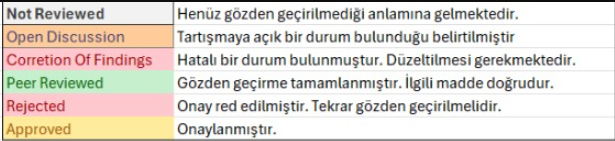 Not Reviewed Henüz gözden geçirilmediği anlamına gelmektedir.
Open Discussion Tartışmaya açık bir durum bulunduğu belirtilmiştir
Corretion Of Findings Hatalı bir durum bulunmuştur. Düzeltilmesi gerekmektedir.
Peer Reviewed Gözden geçirme tamamlanmıştır. İlgili madde doğrudur.
Rejected Onay red edilmiştir. Tekrar gözden geçirilmelidir.
Approved Onaylanmıştır.